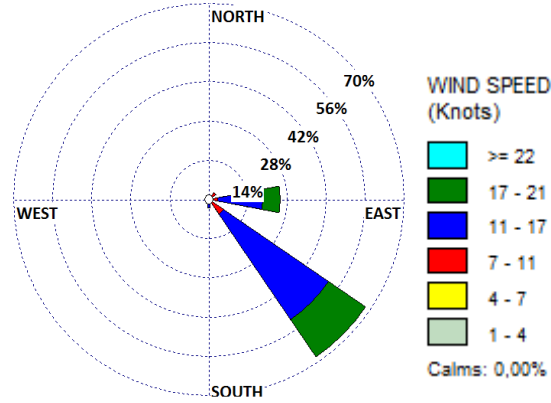 NORTH
70%
56%
42%
28%
14%
WEST
EAST
SOUTH
WIND SPEED
(Knots)
>= 22
17 - 21
11 - 17
7 - 11
4 - 7
1 - 4
Calms: 0,00%